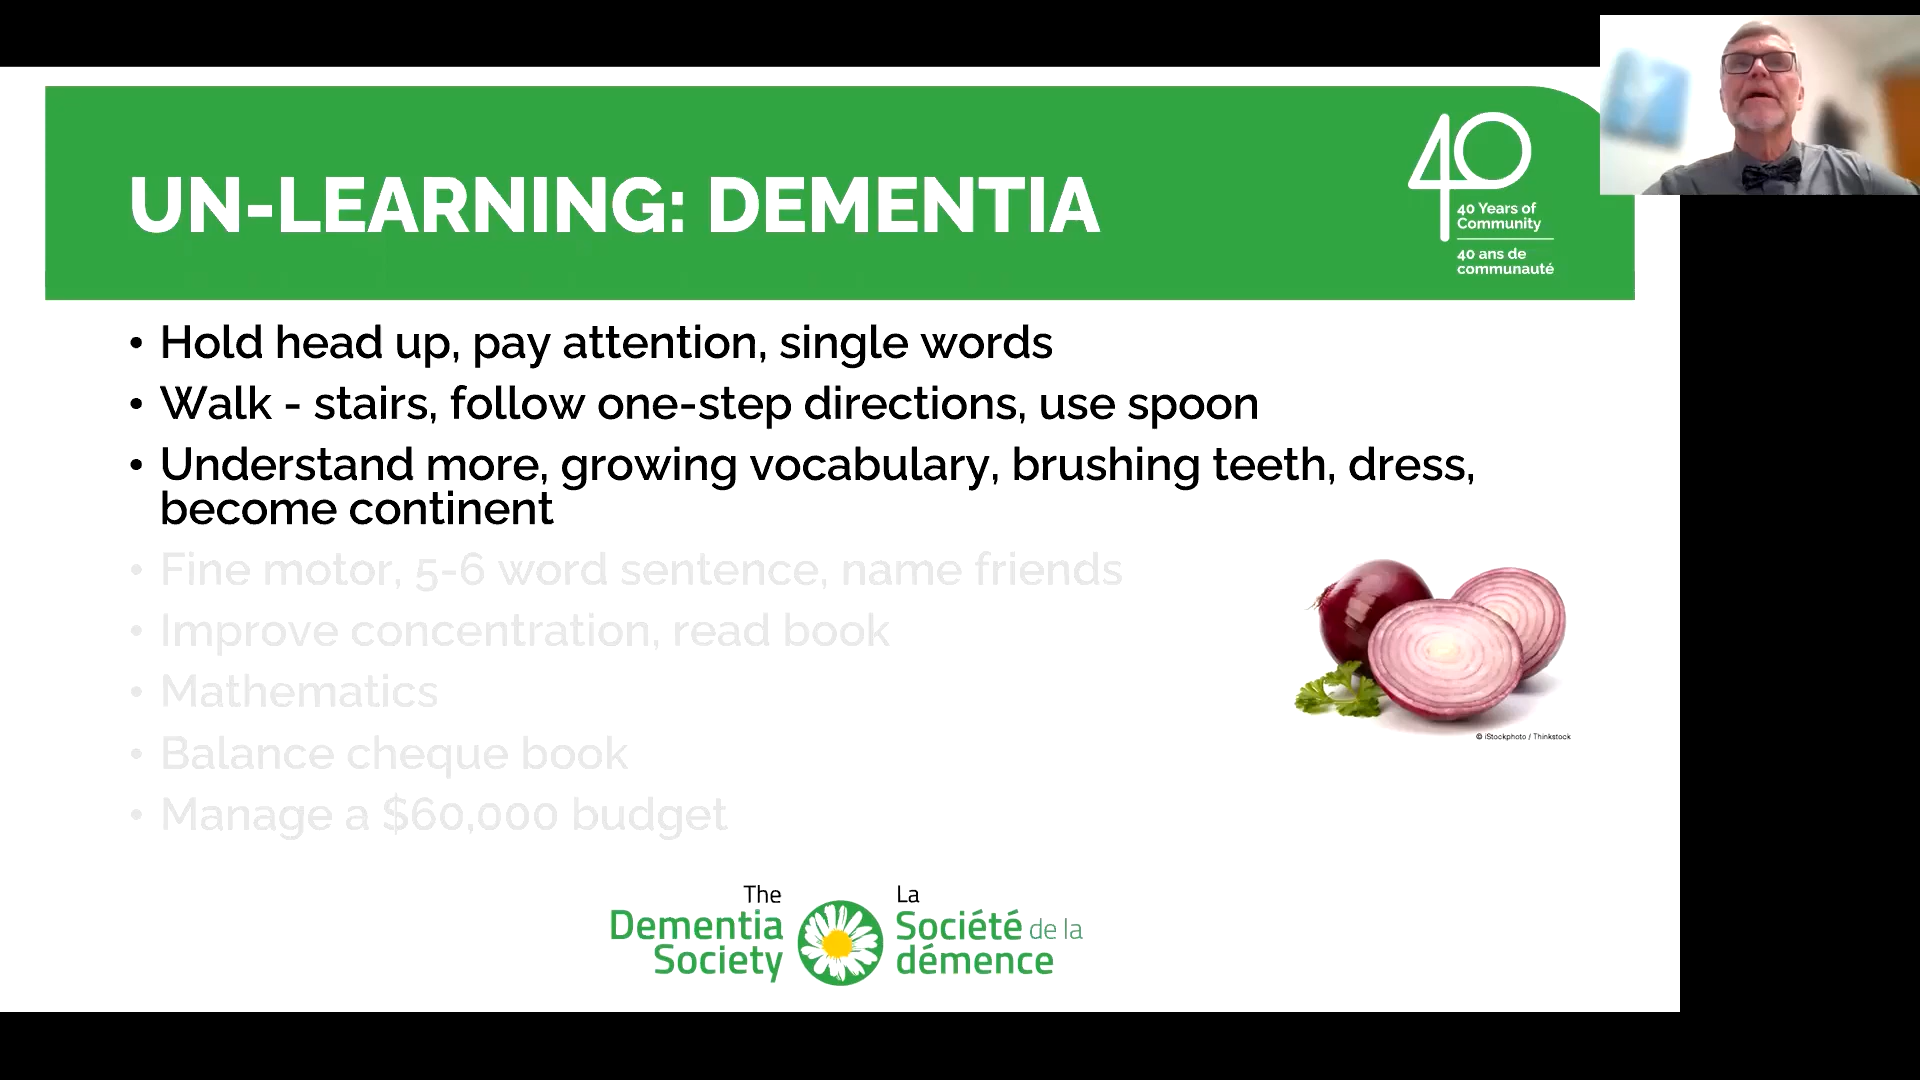 UN-LEARNING: DEMENTIA
40
40 Years of
Community
40 ans de
communauté
• Hold head up, pay attention, single words
• Walk - stairs, follow one-step directions, use spoon
• Understand more, growing vocabulary, brushing teeth, dress,
become continent
• Fine motor, 5-6 word sentence, name friends
• Improve concentration, read book
• Mathematics
• Balance cheque book
• Manage a $60,000 budget
© iStockphoto / Thinkstock
The
Dementia
Society
La
Société de la
démence